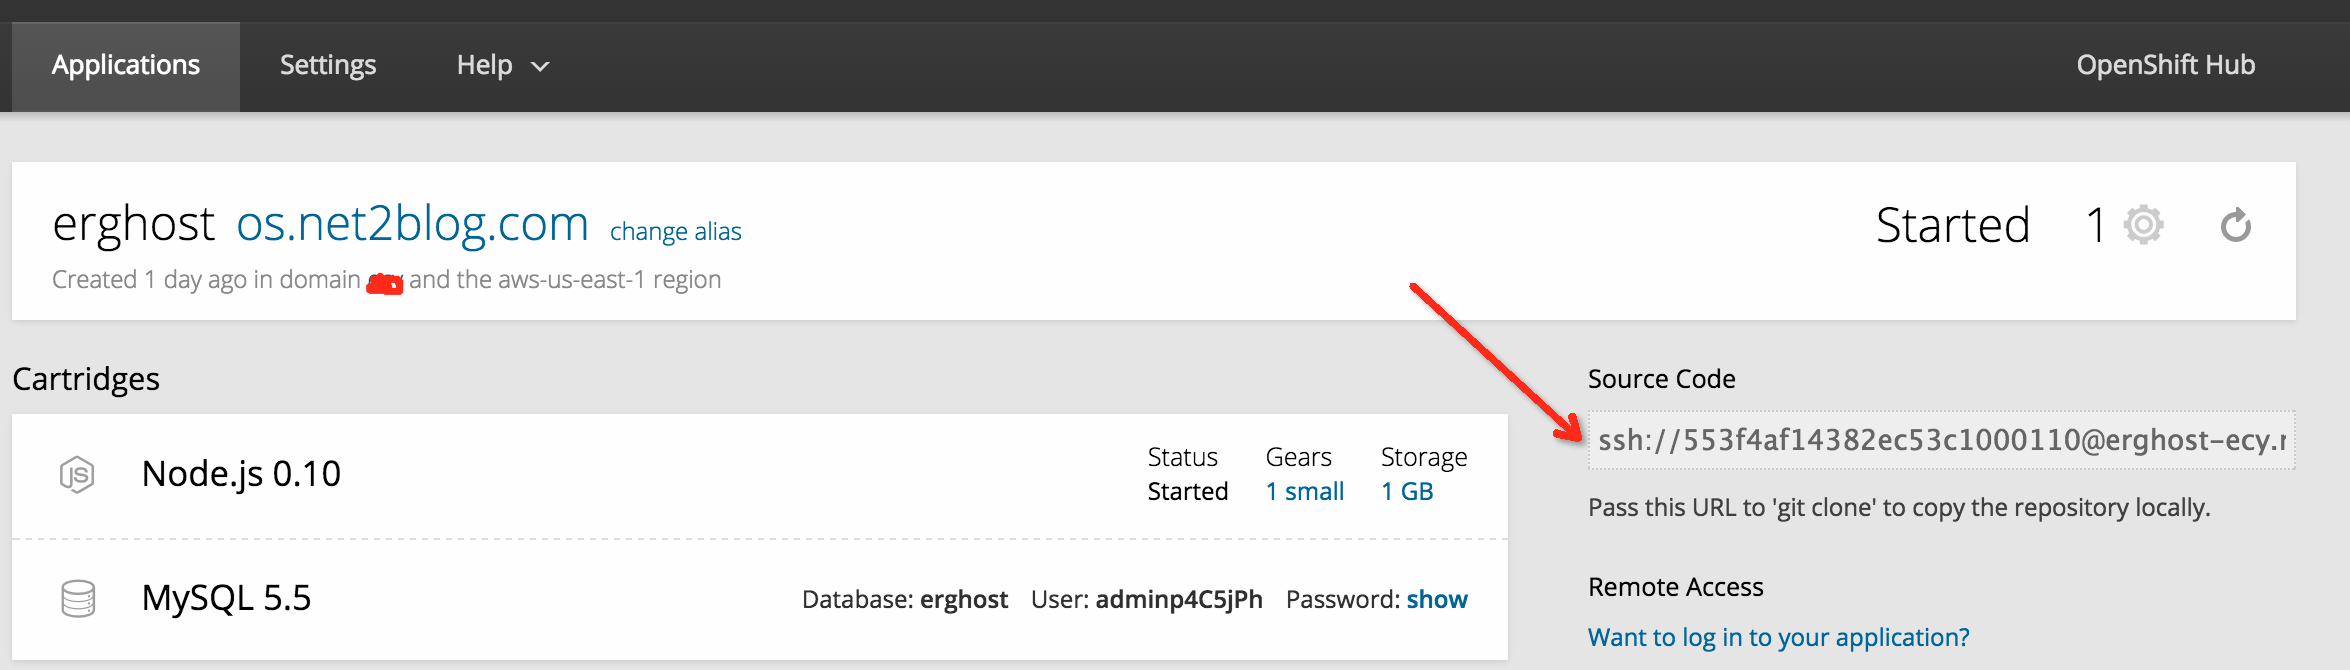 Applications Settings Help OpenShift Hub
erghost os.net2blog.com change alias Started 1
Created 1 day ago in domain and the aws-us-east-1 region
Cartridges
Node.js 0.10
Status Gears Storage
Started 1 small 1 GB
MySQL 5.5 Database: erghost User: adminp4C5jPh Password: show
Source Code
ssh://553f4af14382ec53c1000110@erghost-ecy.r
Pass this URL to 'git clone' to copy the repository locally.
Remote Access
Want to log in to your application?